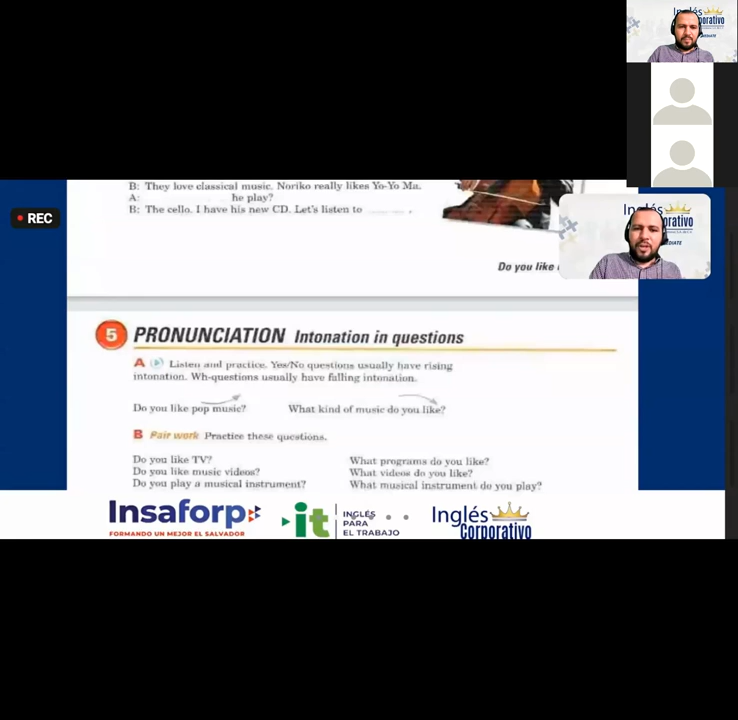 B: They love classical music. Noriko really likes Yo-Yo Ma.
A: he play?
B: The cello. I have his new CD. Let's listen to .
REC
Do you like
5 PRONUNCIATION Intonation in questions
A Listen and practice. Yes/No questions usually have rising
intonation. Wh-questions usually have falling intonation.
Do you like pop music? What kind of music do you like?
B Pair work Practice these questions.
Do you like TV? What programs do you like?
Do you like music videos? What videos do you like?
Do you play a musical instrument? What musical instrument do you play?
Insaforp
FORMANDO UN MEJOR EL SALVADOR
it INGLÉS
PARA
EL TRABAJO
Inglés
Corporativo